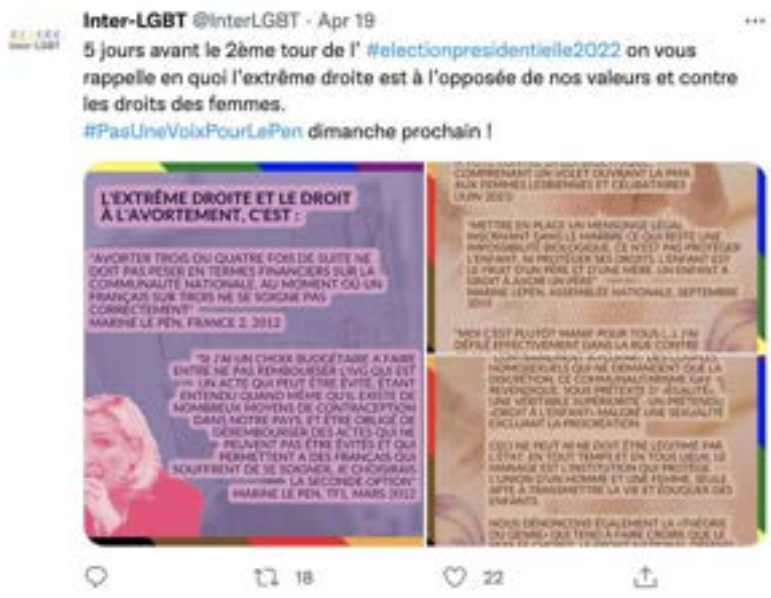 Inter-LGBT @InterLGBT · Apr 19
5 jours avant le 2ème tour de l' #electionpresidentielle2022 on vous
rappelle en quoi l'extrême droite est à l'opposée de nos valeurs et contre
les droits des femmes.
#PasUneVoixPourLePen dimanche prochain !
L'EXTRÊME DROITE ET LE DROIT
À L'AVORTEMENT, C'EST :
"AVORTER TROIS OU QUATRE FOIS DE SUITE NE
DOIT PAS PESER EN TERMES FINANCIERS SUR LA
COMMUNAUTÉ NATIONALE, AU MOMENT OÙ UN
FRANÇAIS SUR TROIS NE SE SOIGNE PAS
CORRECTEMENT"
MARINE LE PEN, FRANCE 2, 2012
"SI J'AI UN CHOIX BUDGÉTAIRE A FAIRE
ENTRE NE PAS REMBOURSER L'IVG QUI EST
UN ACTE QUI PEUT ÊTRE ÉVITÉ, ÉTANT
ENTENDU QUAND MÊME QU'IL EXISTE DE
NOMBREUX MOYENS DE CONTRACEPTION
DANS NOTRE PAYS, ET ÊTRE OBLIGÉ DE
DÉREMBOURSER DES ACTES QUI NE
PEUVENT PAS ÊTRE ÉVITÉS ET QUI
PERMETTENT A DES FRANÇAIS QUI
SOUFFRENT DE SE SOIGNER, JE CHOISIRAIS
LA SECONDE OPTION"
MARINE LE PEN, TF1, MARS 2012
COMPRENANT UN VOLET OUVRANT LA PMA
AUX FEMMES LESBIENNES ET CÉLIBATAIRES
(JUIN 2021)
"METTRE EN PLACE UN MENSONGE LÉGAL
INSCRIVANT DANS LE MARBRE CE QUI RESTE UNE
IMPOSSIBILITÉ BIOLOGIQUE, CE N'EST PAS PROTÉGER
L'ENFANT, NI PROTÉGER SES DROITS. L'ENFANT EST
LE FRUIT D'UN PÈRE ET D'UNE MÈRE. UN ENFANT A
DROIT À AVOIR UN PÈRE"
MARINE LEPEN, ASSEMBLÉE NATIONALE, SEPTEMBRE
"MOI C'EST PLUTÔT MANIF POUR TOUS (...) J'AI
DÉFILÉ EFFECTIVEMENT DANS LA RUE CONTRE
HOMOSEXUELS QUI NE DEMANDENT QUE LA
DISCRÉTION, CE COMMUNAUTARISME GAY
REVENDIQUE, SOUS PRÉTEXTE D'«ÉGALITÉ»,
UNE VÉRITABLE SUPÉRIORITÉ : UN PRÉTENDU
«DROIT À L'ENFANT» MALGRÉ UNE SEXUALITÉ
EXCLUANT LA PROCRÉATION.
CECI NE PEUT NI NE DOIT ÊTRE LÉGITIMÉ PAR
L'ÉTAT. EN TOUT TEMPS ET EN TOUS LIEUX, LE
MARIAGE EST L'INSTITUTION QUI PROTÈGE
L'UNION D'UN HOMME ET UNE FEMME, SEULE
APTE À TRANSMETTRE LA VIE ET ÉDUQUER DES
ENFANTS.
NOUS DÉNONÇONS ÉGALEMENT LA «THÉORIE
DU GENRE» QUI TEND À FAIRE CROIRE QUE LE
18
22